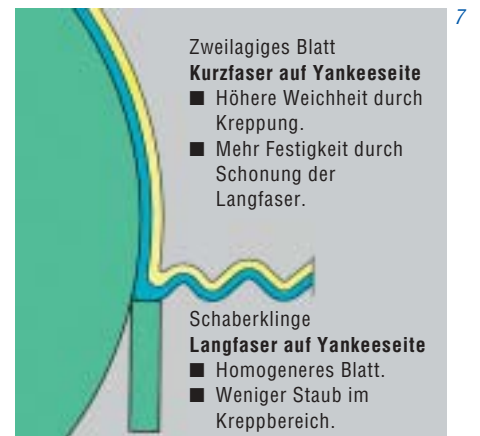 7
Zweilagiges Blatt
Kurzfaser auf Yankeeseite
■ Höhere Weichheit durch
Kreppung.
■ Mehr Festigkeit durch
Schonung der
Langfaser.
Schaberklinge
Langfaser auf Yankeeseite
■ Homogeneres Blatt.
■ Weniger Staub im
Kreppbereich.